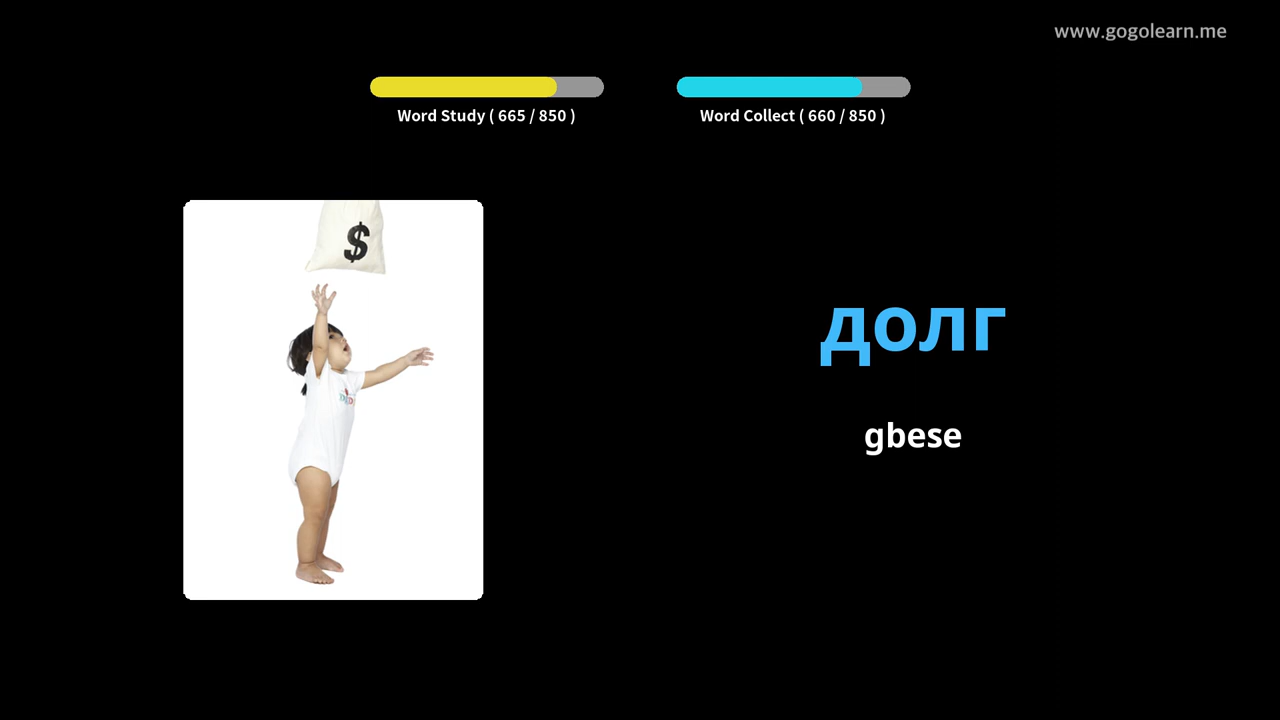 www.gogolearn.me
Word Study ( 665 / 850 )
Word Collect ( 660 / 850 )
$
долг
gbese